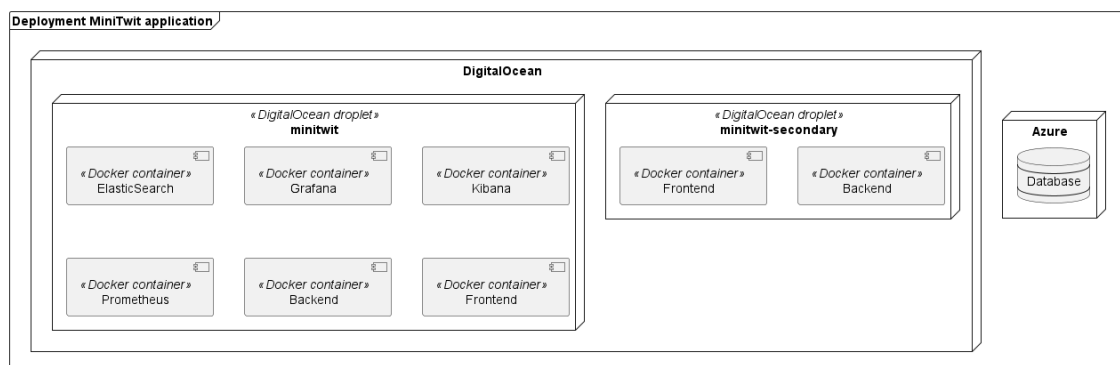 Deployment MiniTwit application
DigitalOcean
«DigitalOcean droplet»
minitwit
«Docker container»
ElasticSearch
«Docker container»
Grafana
«Docker container»
Kibana
«Docker container»
Prometheus
«Docker container»
Backend
«Docker container»
Frontend
«DigitalOcean droplet»
minitwit-secondary
«Docker container»
Frontend
«Docker container»
Backend
Azure
Database